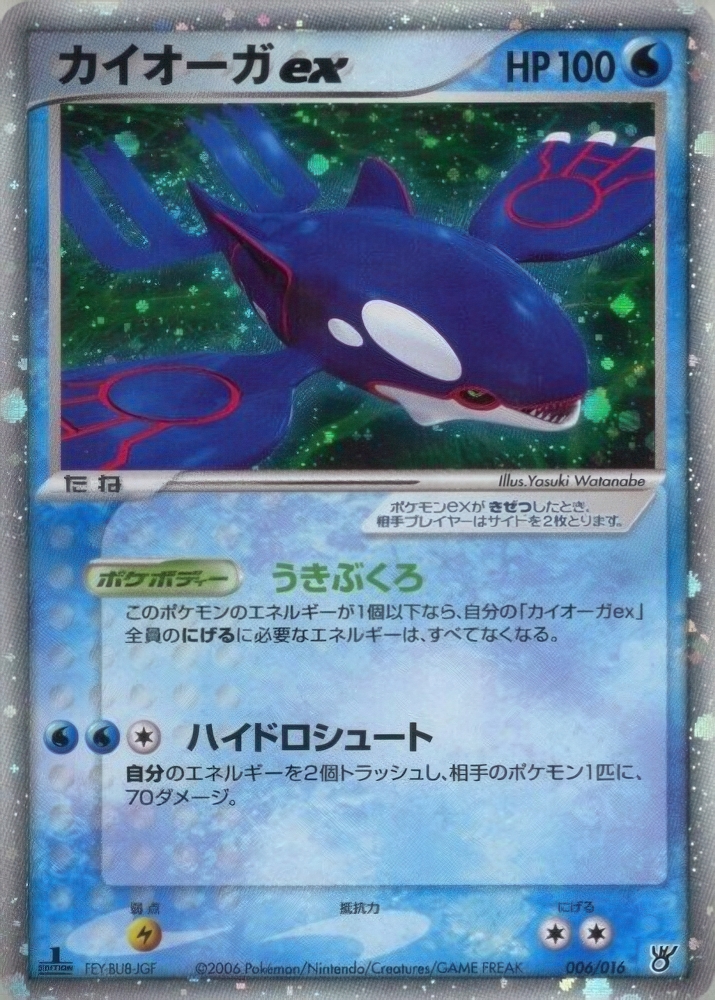 カイオーガex HP100
たね
Illus.Yasuki Watanabe
ポケモンexが きぜつしたとき、
相手プレイヤーはサイドを2枚とります。
ポケボディー うきぶくろ
このポケモンのエネルギーが1個以下なら、自分の「カイオーガex」
全員のにげるに必要なエネルギーは、すべてなくなる。
ハイドロシュート
自分のエネルギーを2個トラッシュし、相手のポケモン1匹に、
70ダメージ。
弱点 抵抗力 にげる
1 EDITION FEY-BU8-JGF ©2006 Pokémon/Nintendo/Creatures/GAME FREAK 006/016